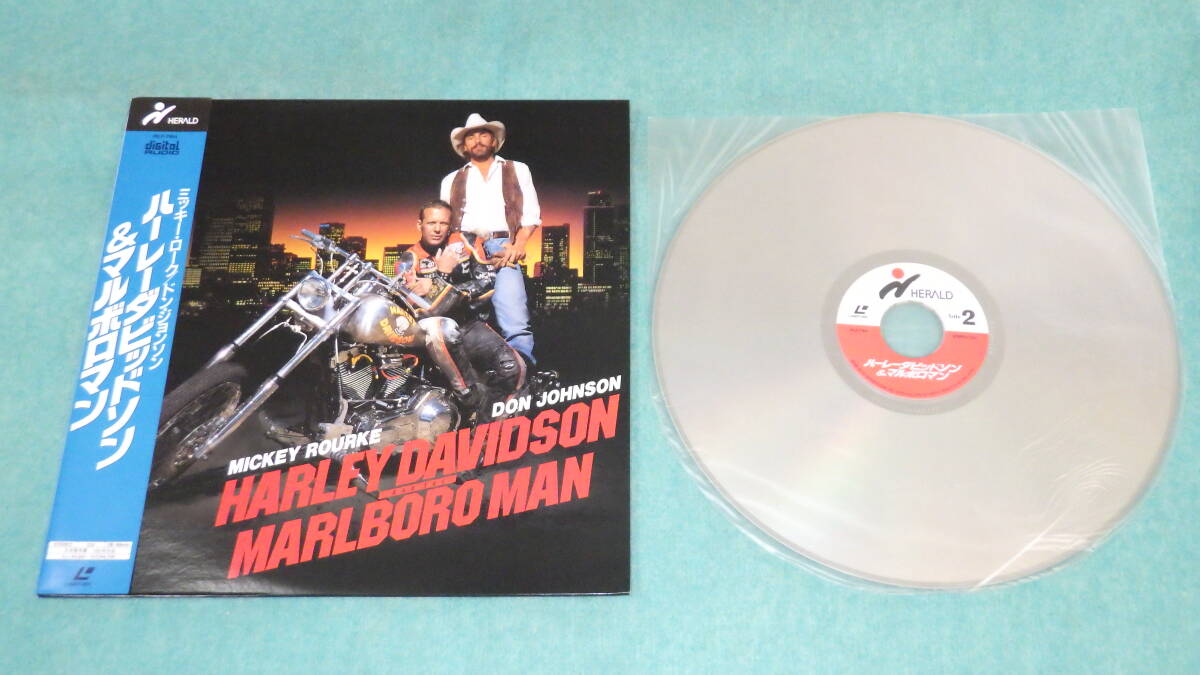 HERALD
digital
AUDIO
ミッキー・ローク/ドン・ジョンソン
ハーレーダビッドソン
&マルボロマン
HARLEY
DAVIDSON
DON JOHNSON
MICKEY ROURKE
HARLEY DAVIDSON
MARLBORO MAN
HERALD
Side 2
ハーレーダビッドソン
&マルボロマン